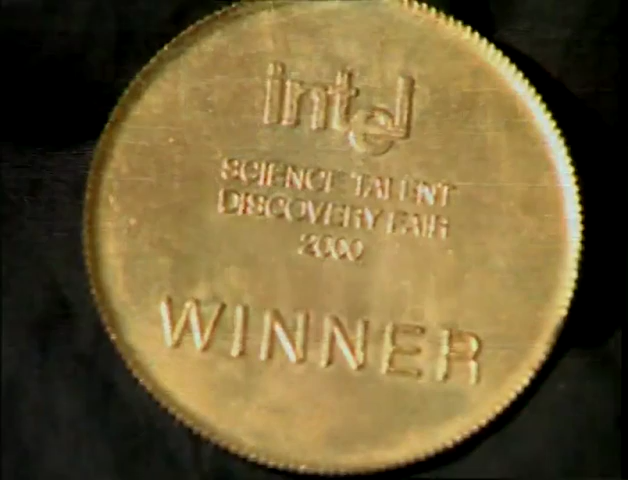 intel
SCIENCE TALENT
DISCOVERY FAIR
2000
WINNER